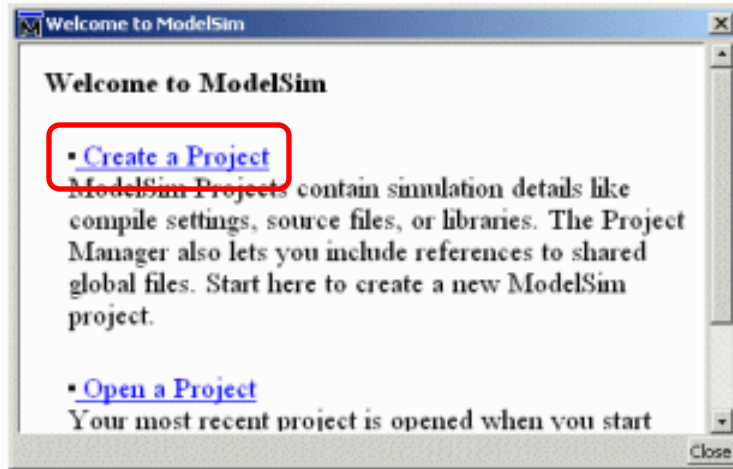 Welcome to ModelSim
Welcome to ModelSim
▪ Create a Project
ModelSim Projects contain simulation details like
compile settings, source files, or libraries. The Project
Manager also lets you include references to shared
global files. Start here to create a new ModelSim
project.
▪ Open a Project
Your most recent project is opened when you start
Close